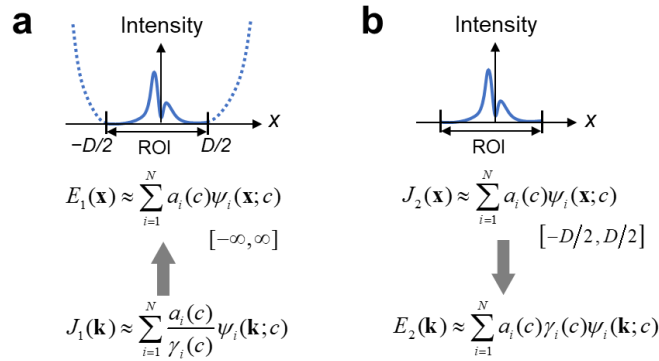 a
Intensity
x
−D/2
ROI
D/2
E₁(𝐱) ≈ ∑ᵢ₌₁ᴺ aᵢ(c)ψᵢ(𝐱;c)
[−∞,∞]
J₁(𝐤) ≈ ∑ᵢ₌₁ᴺ aᵢ(c)/γᵢ(c) ψᵢ(𝐤;c)
b
Intensity
x
ROI
J₂(𝐱) ≈ ∑ᵢ₌₁ᴺ aᵢ(c)ψᵢ(𝐱;c)
[−D/2, D/2]
E₂(𝐤) ≈ ∑ᵢ₌₁ᴺ aᵢ(c)γᵢ(c)ψᵢ(𝐤;c)